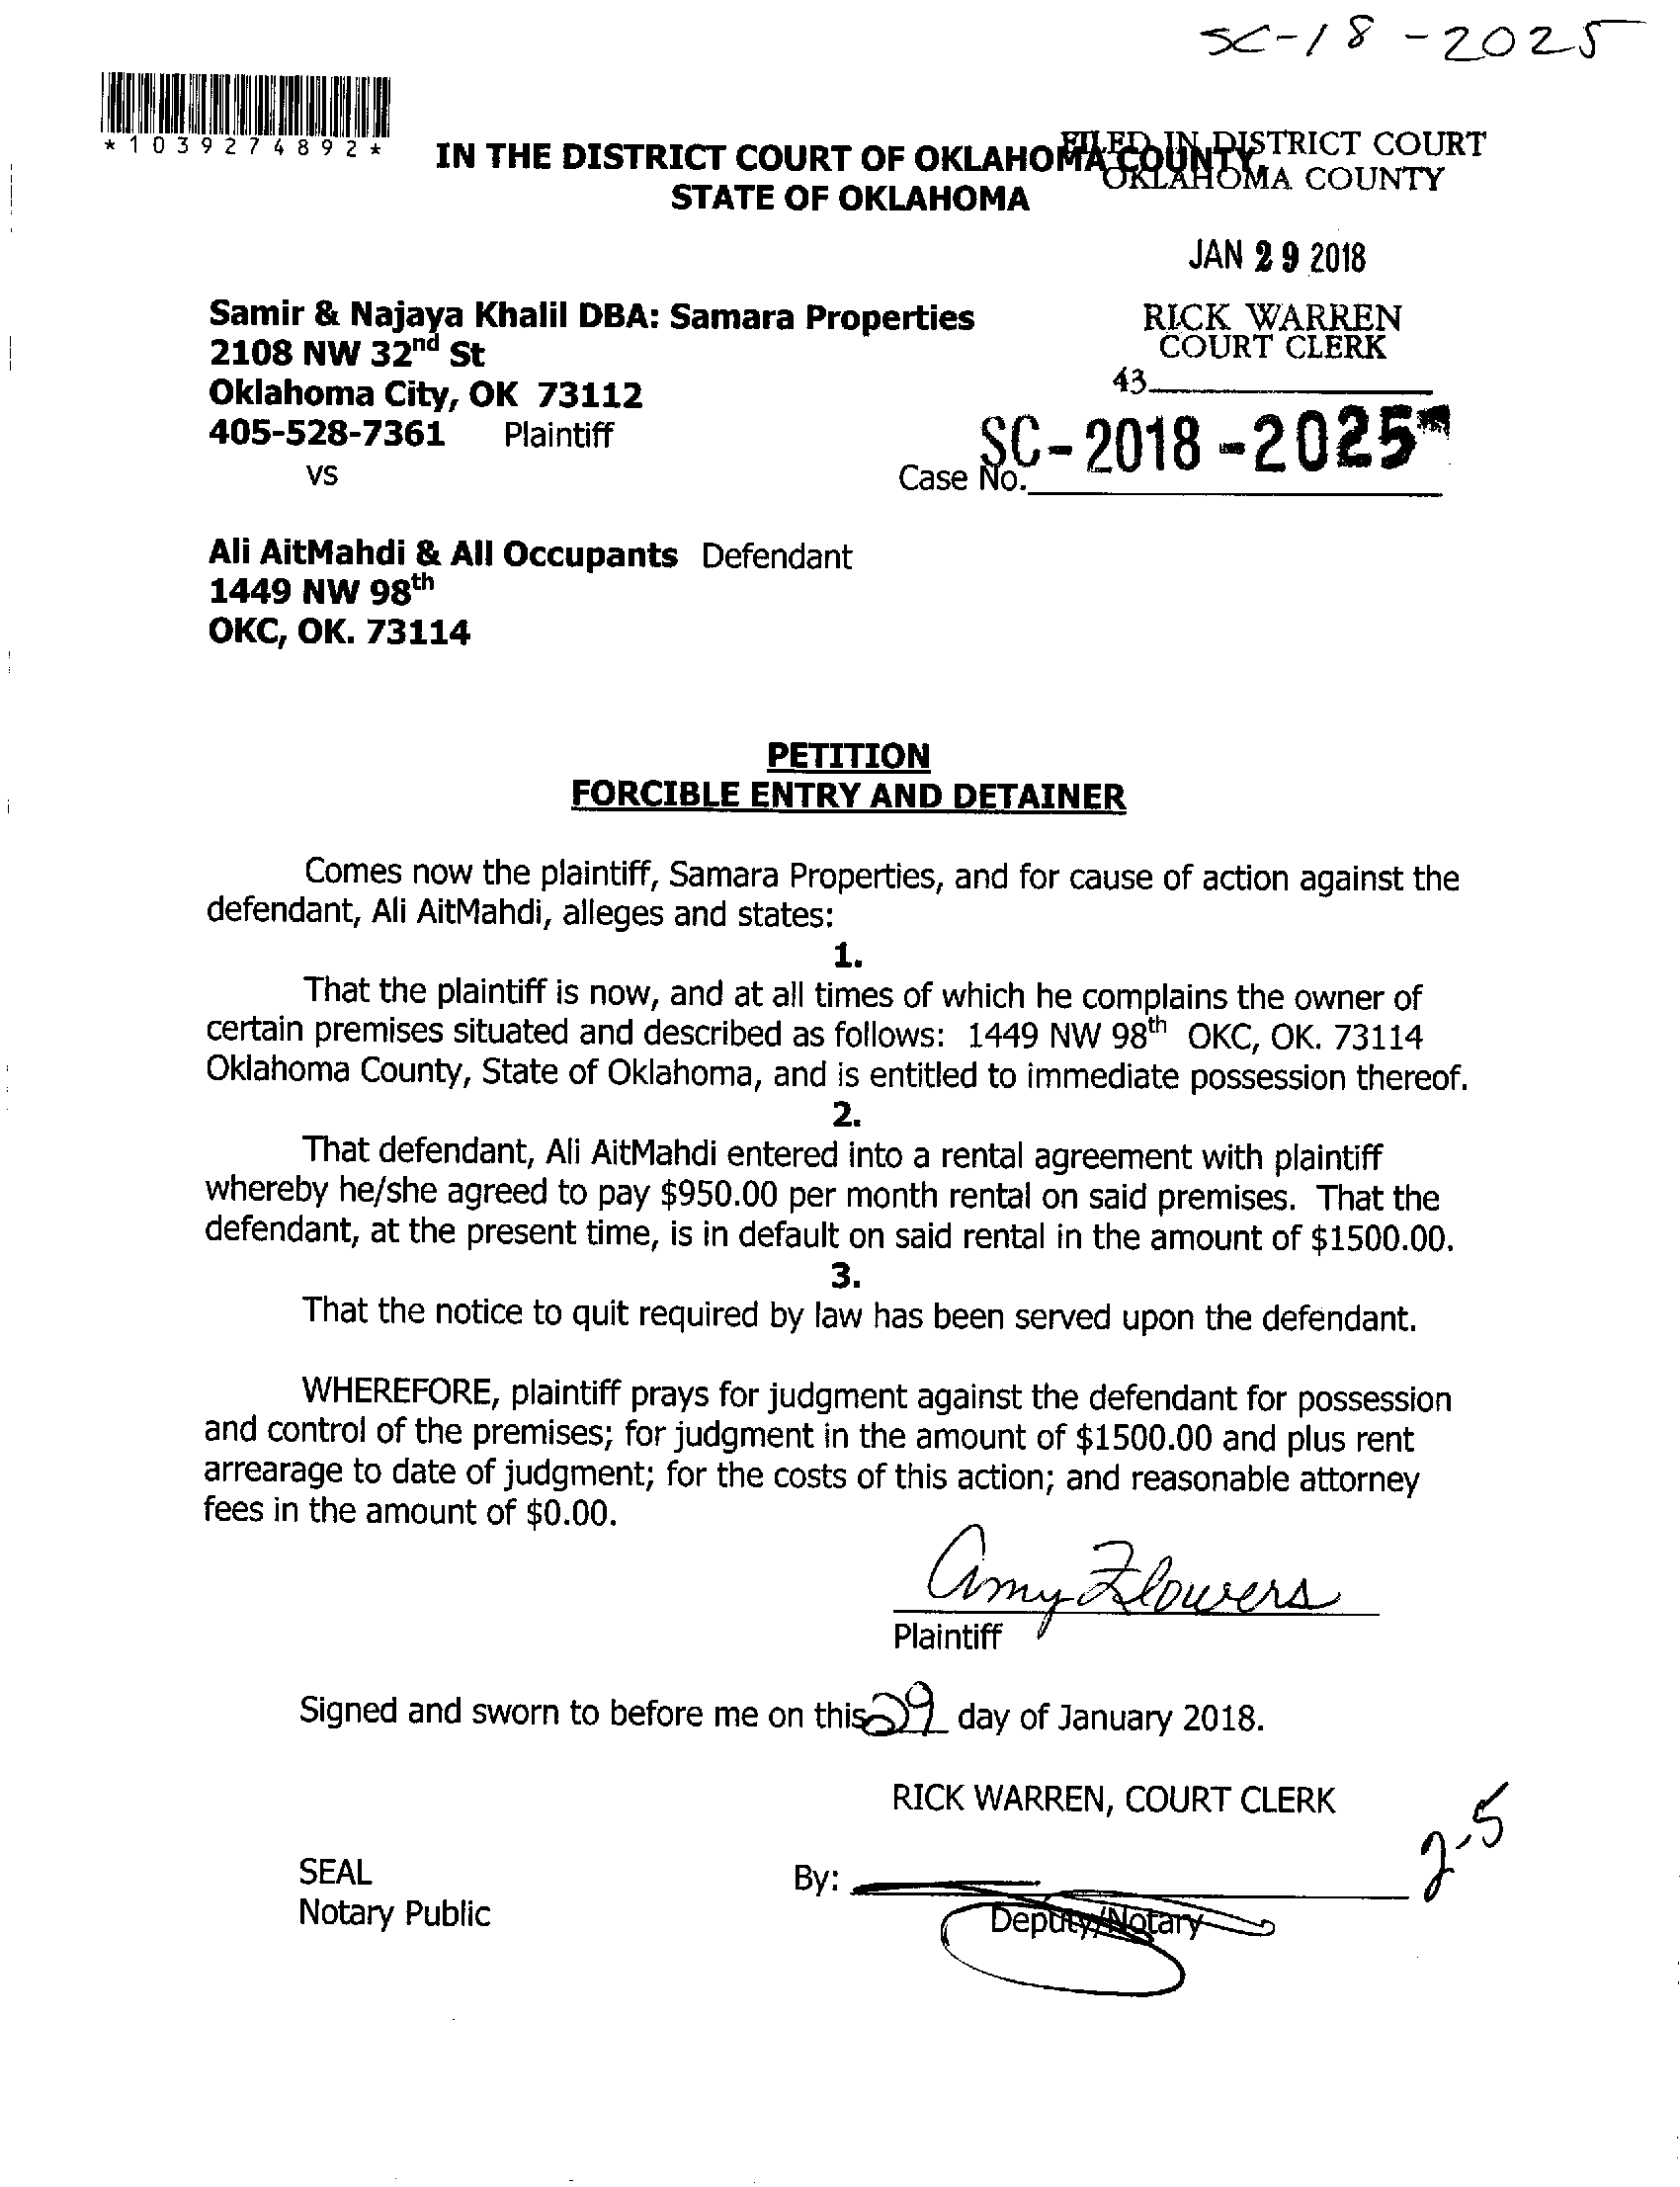 SC-18-2025
*1039274892*
IN THE DISTRICT COURT OF OKLAHOMA COUNTY,
STATE OF OKLAHOMA
FILED IN DISTRICT COURT
OKLAHOMA COUNTY
JAN 29 2018
RICK WARREN
COURT CLERK
43
Samir & Najaya Khalil DBA: Samara Properties
2108 NW 32nd St
Oklahoma City, OK 73112
405-528-7361 Plaintiff
vs
Case No. SC-2018-2025
Ali AitMahdi & All Occupants Defendant
1449 NW 98th
OKC, OK. 73114
PETITION
FORCIBLE ENTRY AND DETAINER
Comes now the plaintiff, Samara Properties, and for cause of action against the
defendant, Ali AitMahdi, alleges and states:
1.
That the plaintiff is now, and at all times of which he complains the owner of
certain premises situated and described as follows: 1449 NW 98th OKC, OK. 73114
Oklahoma County, State of Oklahoma, and is entitled to immediate possession thereof.
2.
That defendant, Ali AitMahdi entered into a rental agreement with plaintiff
whereby he/she agreed to pay $950.00 per month rental on said premises. That the
defendant, at the present time, is in default on said rental in the amount of $1500.00.
3.
That the notice to quit required by law has been served upon the defendant.
WHEREFORE, plaintiff prays for judgment against the defendant for possession
and control of the premises; for judgment in the amount of $1500.00 and plus rent
arrearage to date of judgment; for the costs of this action; and reasonable attorney
fees in the amount of $0.00.
Amy Flowers
Plaintiff
Signed and sworn to before me on this 29 day of January 2018.
RICK WARREN, COURT CLERK
2-5
SEAL
Notary Public
By:
Deputy/Notary